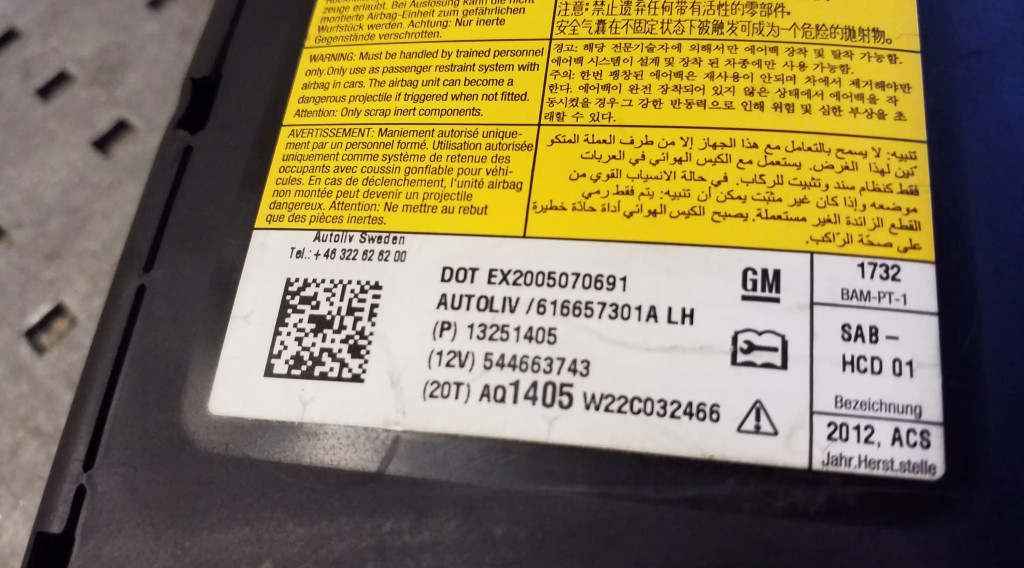 zeuge erlaubt. Bei Auslösung kann die nicht
montierte Airbag-Einheit zum gefährlichen
Wurfstück werden. Achtung: Nur inerte
Gegenstände verschrotten.
注意:禁止遗弃任何带有活性的零部件。
安全气囊在不固定状态下被触发可成为一个危险的抛射物。
WARNING: Must be handled by trained personnel
only.Only use as passenger restraint system with
airbag in cars. The airbag unit can become a
dangerous projectile if triggered when not fitted.
Attention: Only scrap inert components.
경고: 해당 전문기술자에 의해서만 에어백 장착 및 탈착 가능함.
에어백 시스템이 설계 및 장착 된 차종에만 사용 가능함.
주의: 한번 팽창된 에어백은 재사용이 안되며 차에서 제거해야만
한다. 에어백이 완전 장착되어 있지 않은 상태에서 에어백을 작
동시켰을 경우 그 강한 반동력으로 인해 위험 및 심한 부상을 초
래할 수 있다.
AVERTISSEMENT: Maniement autorisé unique-
ment par un personnel formé. Utilisation autorisée
uniquement comme système de retenue des
occupants avec coussin gonflable pour véhi-
cules. En cas de déclenchement, l'unité airbag
non montée peut devenir un projectile
dangereux. Attention: Ne mettre au rebut
que des pièces inertes.
تنبيه: لا يسمح بالتعامل مع هذا الجهاز إلا من طرف العملة المتكو
نين لهذا الغرض. يستعمل مع الكيس الهوائي في العربات
فقط كنظام سند وتثبيت للركاب. في حالة الانسياب القوي من
موضعه وإذا كان غير مثبّت يمكن أن تنبيه: يتم فقط رمي
القطع الزائدة الغير مستعملة. يصبح الكيس الهوائي أداة حادّة خطيرة
على صحّة الرّاكب.
Autoliv Sweden
Tel.: + 46 322 62 62 00
DOT EX2005070691
AUTOLIV /616657301A LH
(P) 13251405
(12V) 544663743
(20T) AQ1405 W22C032466
GM
1732
BAM-PT-1
SAB –
HCD 01
Bezeichnung
2012, ACS
Jahr.Herst.stelle